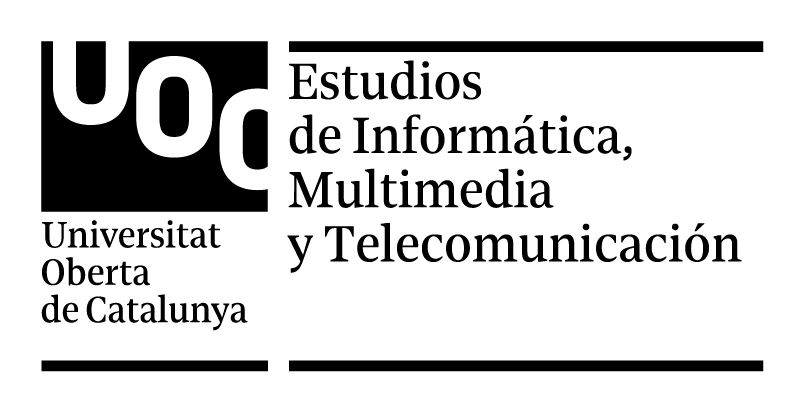 UOC
Universitat
Oberta
de Catalunya
Estudios
de Informática,
Multimedia
y Telecomunicación